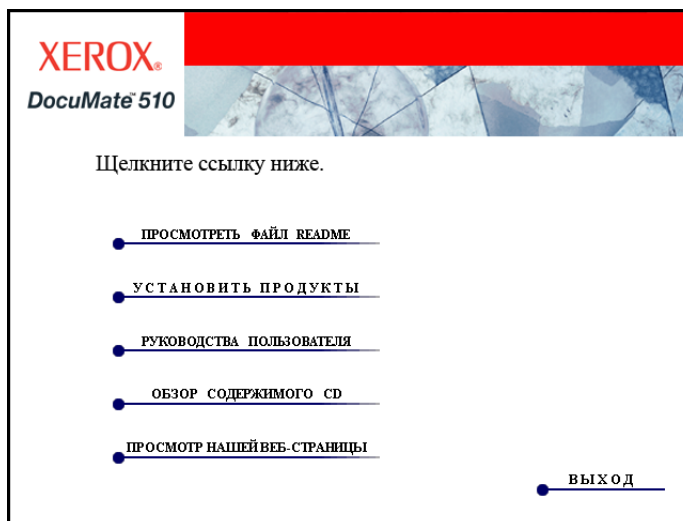 XEROX®
DocuMate™ 510
Щелкните ссылку ниже.
ПРОСМОТРЕТЬ ФАЙЛ README
УСТАНОВИТЬ ПРОДУКТЫ
РУКОВОДСТВА ПОЛЬЗОВАТЕЛЯ
ОБЗОР СОДЕРЖИМОГО CD
ПРОСМОТР НАШЕЙ ВЕБ-СТРАНИЦЫ
ВЫХОД